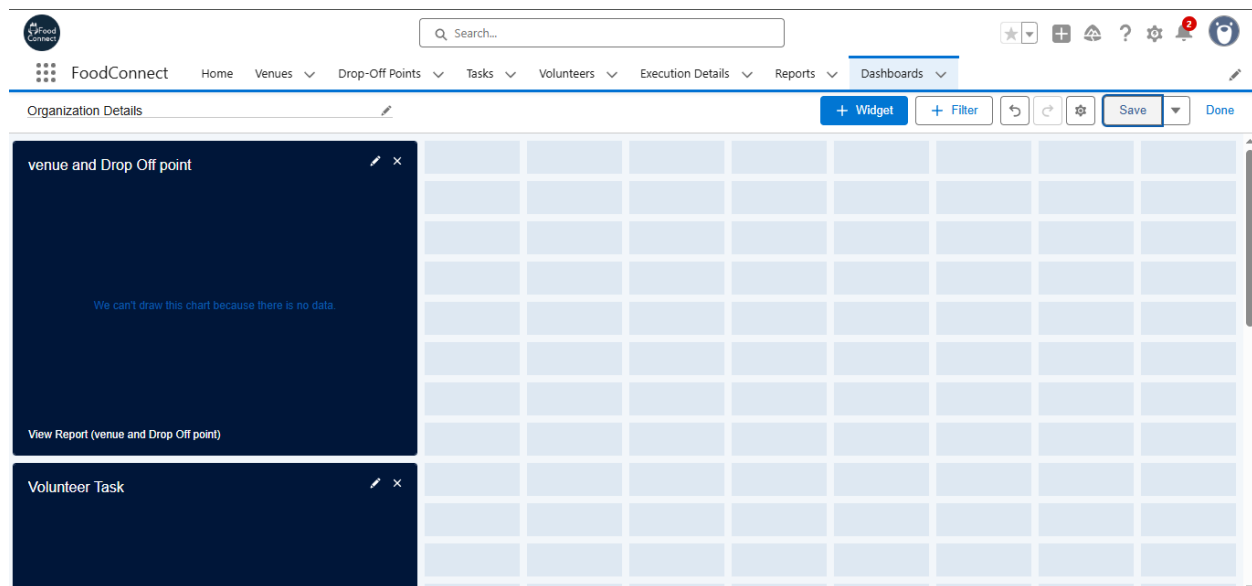 Food
Connect
Search...
2
FoodConnect Home Venues Drop-Off Points Tasks Volunteers Execution Details Reports Dashboards
Organization Details + Widget + Filter Save Done
venue and Drop Off point
We can't draw this chart because there is no data.
View Report (venue and Drop Off point)
Volunteer Task